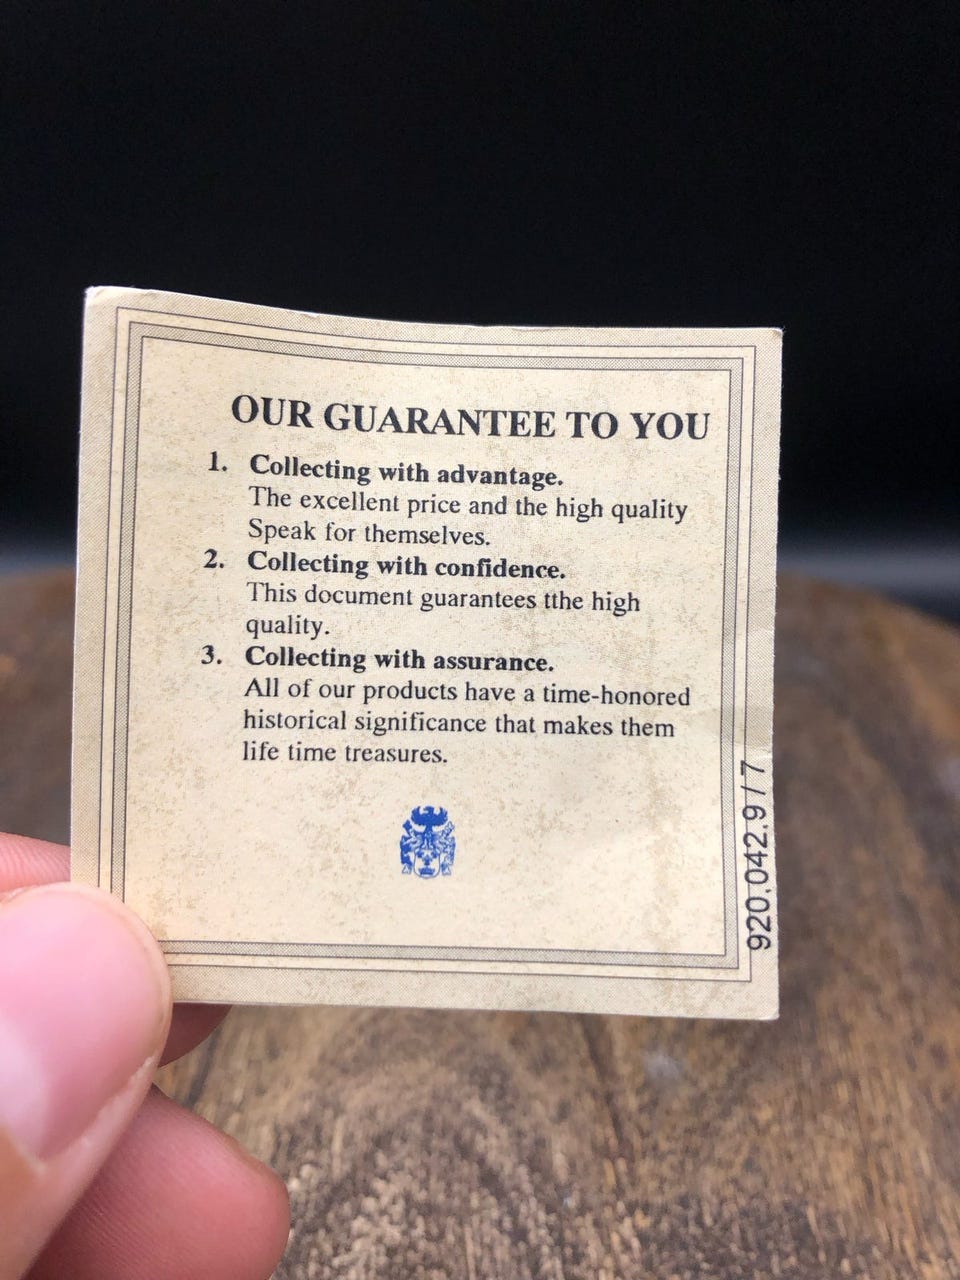 OUR GUARANTEE TO YOU
1. Collecting with advantage.
The excellent price and the high quality
Speak for themselves.
2. Collecting with confidence.
This document guarantees tthe high
quality.
3. Collecting with assurance.
All of our products have a time-honored
historical significance that makes them
life time treasures.
920.042.9 / 7